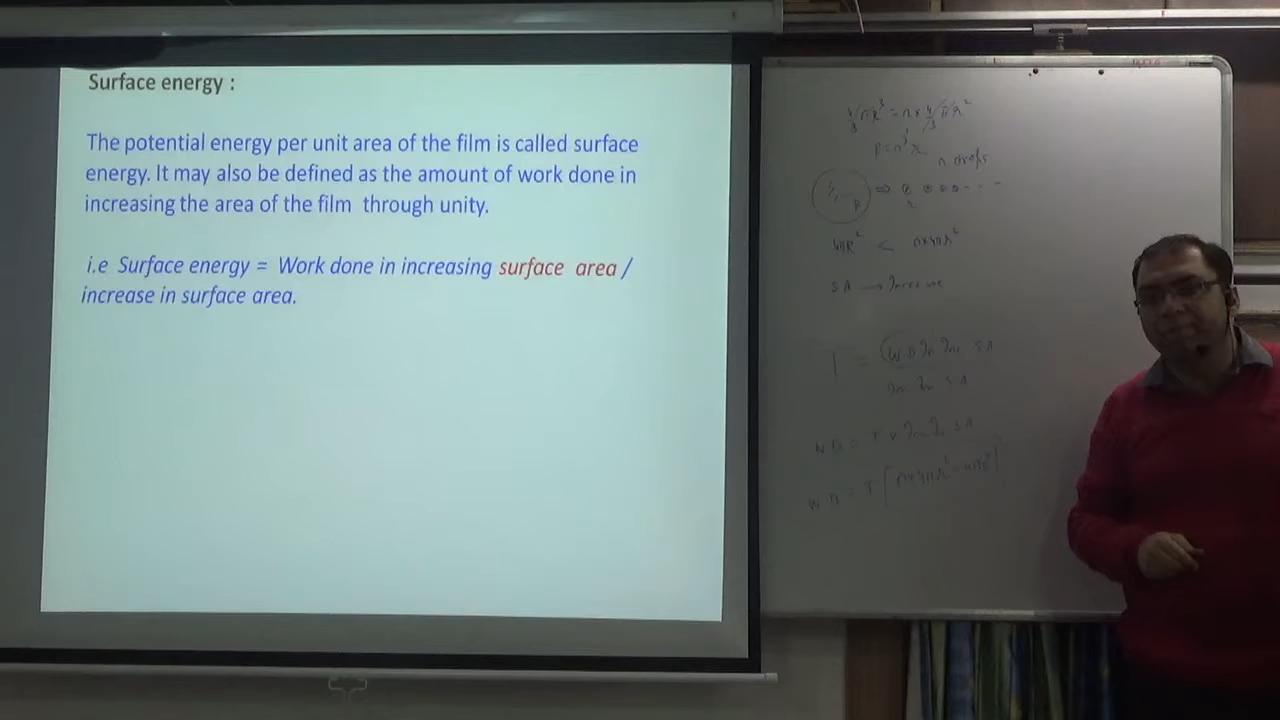 Surface energy :
The potential energy per unit area of the film is called surface
energy. It may also be defined as the amount of work done in
increasing the area of the film  through unity.
i.e  Surface energy =  Work done in increasing surface  area /
increase in surface area.
n drops
4πR² < n×4πr²
SA → Increase